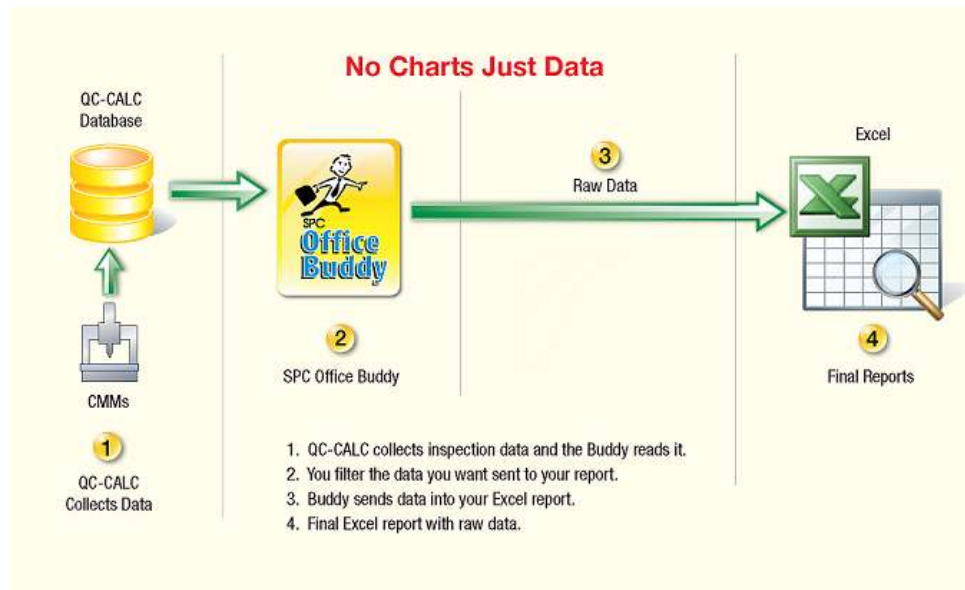 No Charts Just Data
QC-CALC
Database
CMMs
1
QC-CALC
Collects Data
SPC
Office
Buddy
2
SPC Office Buddy
3
Raw Data
Excel
4
Final Reports
1. QC-CALC collects inspection data and the Buddy reads it.
2. You filter the data you want sent to your report.
3. Buddy sends data into your Excel report.
4. Final Excel report with raw data.